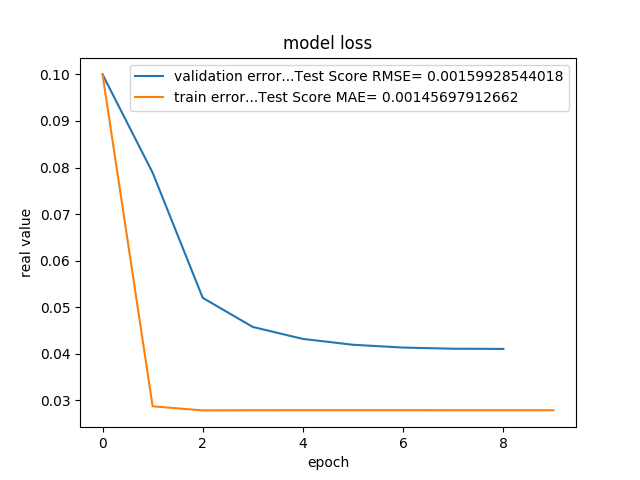 model loss
validation error...Test Score RMSE= 0.00159928544018
train error...Test Score MAE= 0.00145697912662
0.10
0.09
0.08
0.07
0.06
0.05
0.04
0.03
real value
0 2 4 6 8
epoch